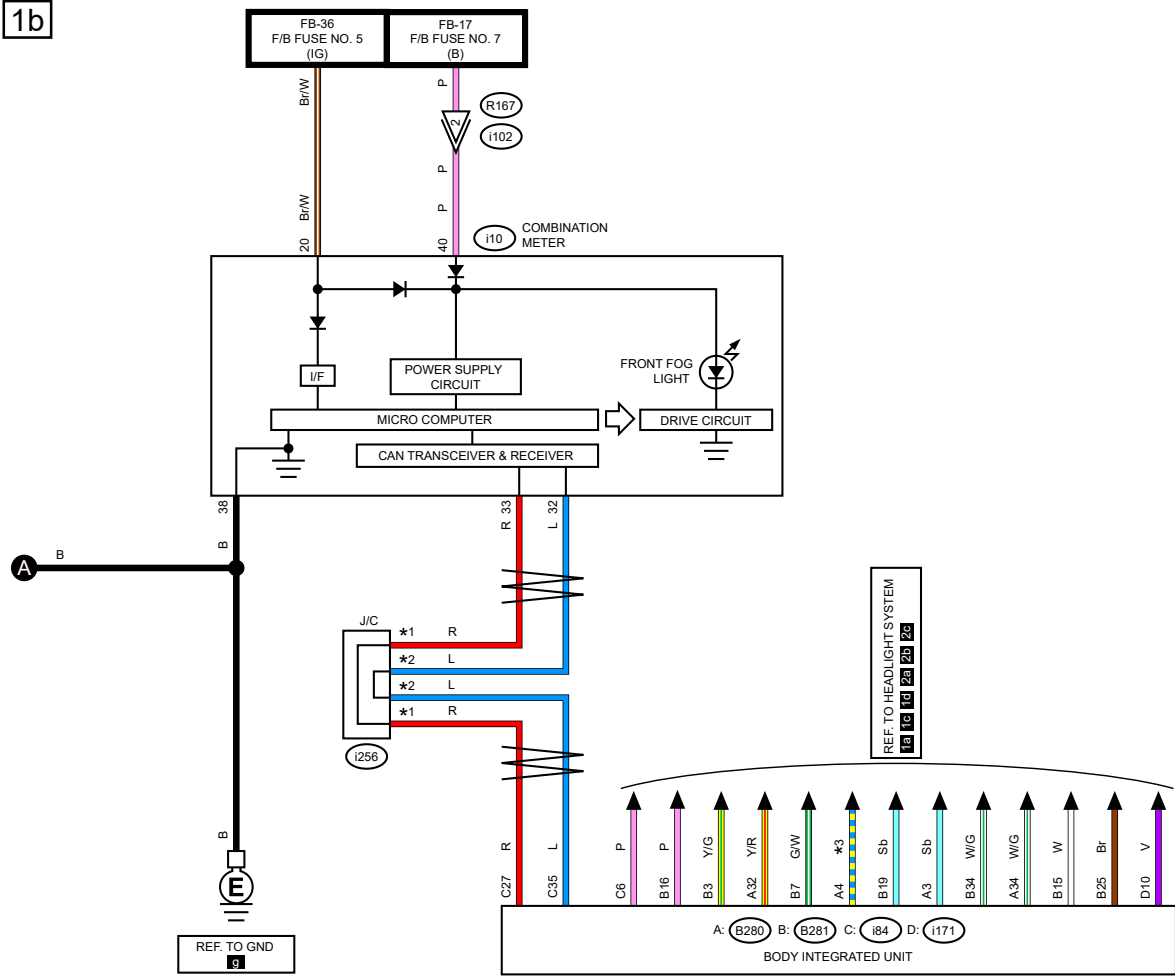 1b
FB-36
F/B FUSE NO. 5
(IG)
FB-17
F/B FUSE NO. 7
(B)
Br/W
P
2
R167
i102
P
Br/W
P
20
40
i10
COMBINATION
METER
I/F
POWER SUPPLY
CIRCUIT
FRONT FOG
LIGHT
MICRO COMPUTER
DRIVE CIRCUIT
CAN TRANSCEIVER & RECEIVER
38
33
32
B
R
L
A
B
J/C
*1 R
*2 L
*2 L
*1 R
i256
REF. TO HEADLIGHT SYSTEM
1a 1c 1d 2a 2b 2c
B
E
REF. TO GND
g
R
L
P
P
Y/G
Y/R
G/W
*3
Sb
Sb
W/G
W/G
W
Br
V
C27
C35
C6
B16
B3
A32
B7
A4
B19
A3
B34
A34
B15
B25
D10
A: B280 B: B281 C: i84 D: i171
BODY INTEGRATED UNIT